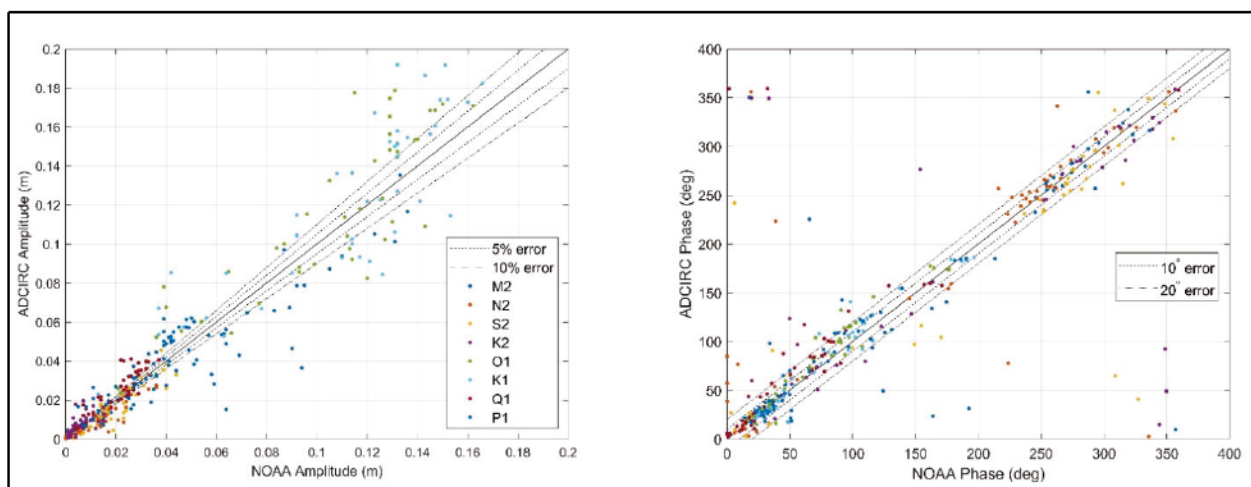 0.2
0.18
0.16
0.14
0.12
0.1
0.08
0.06
0.04
0.02
0
ADCIRC Amplitude (m)
0 0.02 0.04 0.06 0.08 0.1 0.12 0.14 0.16 0.18 0.2
NOAA Amplitude (m)
5% error
10% error
M2
N2
S2
K2
O1
K1
Q1
P1
400
350
300
250
200
150
100
50
0
ADCIRC Phase (deg)
0 50 100 150 200 250 300 350 400
NOAA Phase (deg)
10° error
20° error